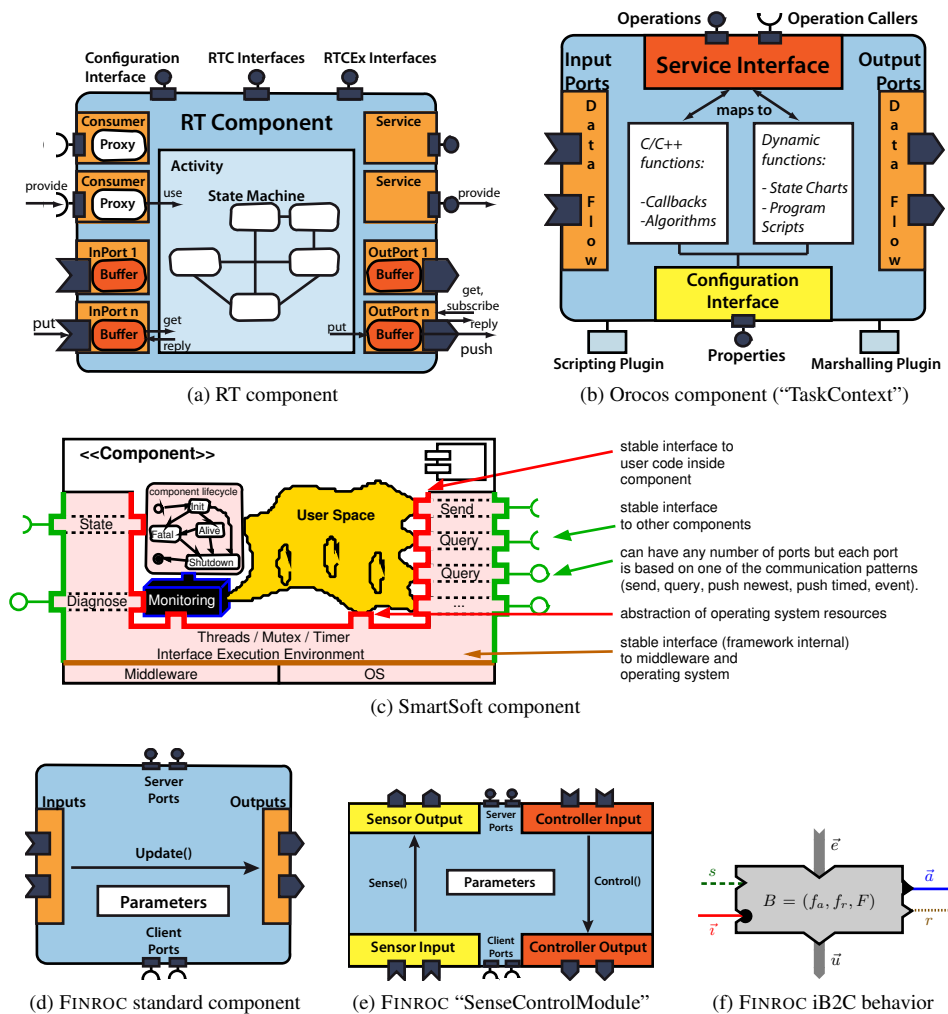 Configuration
Interface
RTC Interfaces
RTCEx Interfaces
RT Component
Consumer
Proxy
Service
provide
Consumer
Proxy
use
Service
provide
Activity
State Machine
InPort 1
Buffer
OutPort 1
Buffer
get,
subscribe
InPort n
Buffer
put
get
reply
put
OutPort n
Buffer
reply
push
(a) RT component
Operations
Operation Callers
Input
Ports
Service Interface
Output
Ports
maps to
Data Flow
C/C++
functions:
-Callbacks
-Algorithms
Dynamic
functions:
- State Charts
- Program
Scripts
Data Flow
Configuration
Interface
Scripting Plugin
Properties
Marshalling Plugin
(b) Orocos component (“TaskContext”)
<<Component>>
component lifecycle
Init
Fatal
Alive
Shutdown
State
Diagnose
Monitoring
User Space
Send
Query
Query
...
Threads / Mutex / Timer
Interface Execution Environment
Middleware
OS
stable interface to
user code inside
component
stable interface
to other components
can have any number of ports but each port
is based on one of the communication patterns
(send, query, push newest, push timed, event).
abstraction of operating system resources
stable interface (framework internal)
to middleware and
operating system
(c) SmartSoft component
Server
Ports
Inputs
Outputs
Update()
Parameters
Client
Ports
(d) FINROC standard component
Sensor Output
Server
Ports
Controller Input
Sense()
Parameters
Control()
Sensor Input
Client
Ports
Controller Output
(e) FINROC “SenseControlModule”
e⃗
s
a⃗
B = (f_a, f_r, F)
ι⃗
r
u⃗
(f) FINROC iB2C behavior